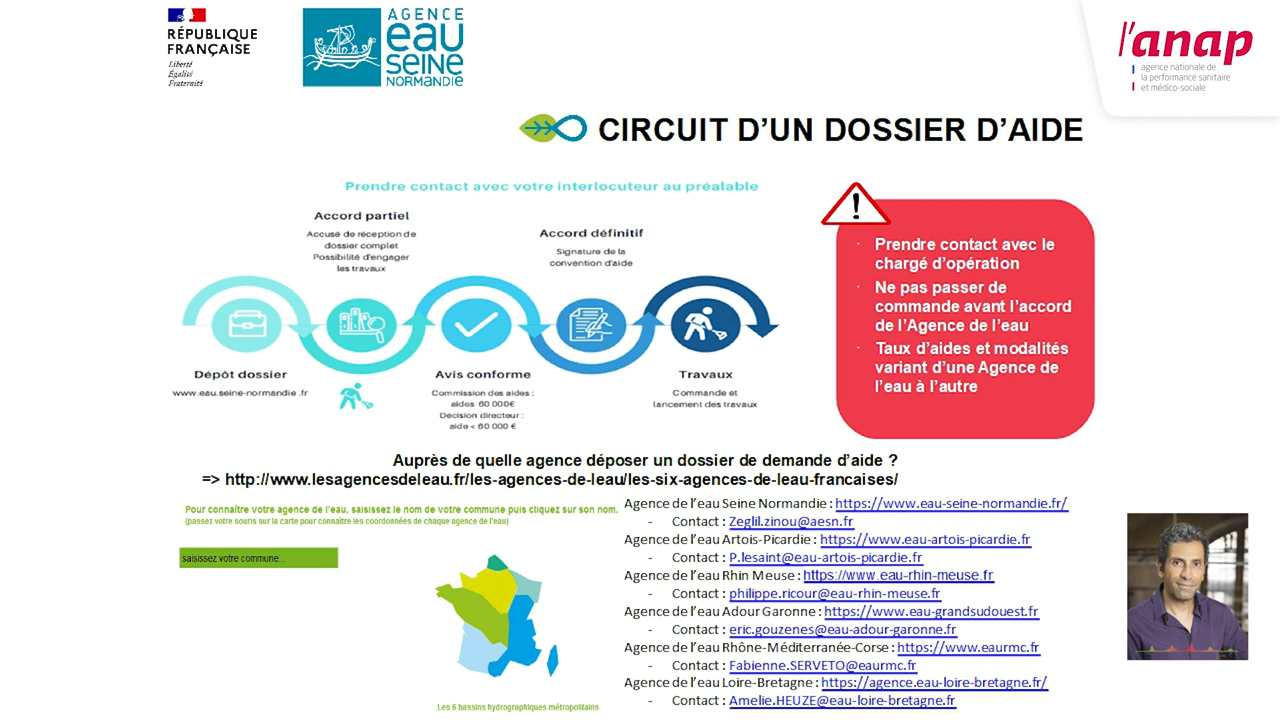 RÉPUBLIQUE
FRANÇAISE
Liberté
Égalité
Fraternité
AGENCE
eau
SEINE
NORMANDIE
l'anap
agence nationale de
la performance sanitaire
et médico-sociale
CIRCUIT D'UN DOSSIER D'AIDE
Prendre contact avec votre interlocuteur au préalable
Accord partiel
Accusé de réception de
dossier complet
Possibilité d'engager
les travaux
Accord définitif
Signature de la
convention d'aide
Dépôt dossier
www.eau.seine-normandie .fr
Avis conforme
Commission des aides :
aides 60 000€
Décision directeur :
aide < 60 000 €
Travaux
Commande et
lancement des travaux
!
· Prendre contact avec le
chargé d'opération
· Ne pas passer de
commande avant l'accord
de l'Agence de l'eau
· Taux d'aides et modalités
variant d'une Agence de
l'eau à l'autre
Auprès de quelle agence déposer un dossier de demande d'aide ?
=> http://www.lesagencesdeleau.fr/les-agences-de-leau/les-six-agences-de-leau-francaises/
Pour connaître votre agence de l'eau, saisissez le nom de votre commune puis cliquez sur son nom.
(passez votre souris sur la carte pour connaître les coordonnées de chaque agence de l'eau)
saisissez votre commune...
Les 6 bassins hydrographiques métropolitains
Agence de l'eau Seine Normandie : https://www.eau-seine-normandie.fr/
- Contact : Zeglil.zinou@aesn.fr
Agence de l'eau Artois-Picardie : https://www.eau-artois-picardie.fr
- Contact : P.lesaint@eau-artois-picardie.fr
Agence de l'eau Rhin Meuse : https://www.eau-rhin-meuse.fr
- Contact : philippe.ricour@eau-rhin-meuse.fr
Agence de l'eau Adour Garonne : https://www.eau-grandsudouest.fr
- Contact : eric.gouzenes@eau-adour-garonne.fr
Agence de l'eau Rhône-Méditerranée-Corse : https://www.eaurmc.fr
- Contact : Fabienne.SERVETO@eaurmc.fr
Agence de l'eau Loire-Bretagne : https://agence.eau-loire-bretagne.fr/
- Contact : Amelie.HEUZE@eau-loire-bretagne.fr